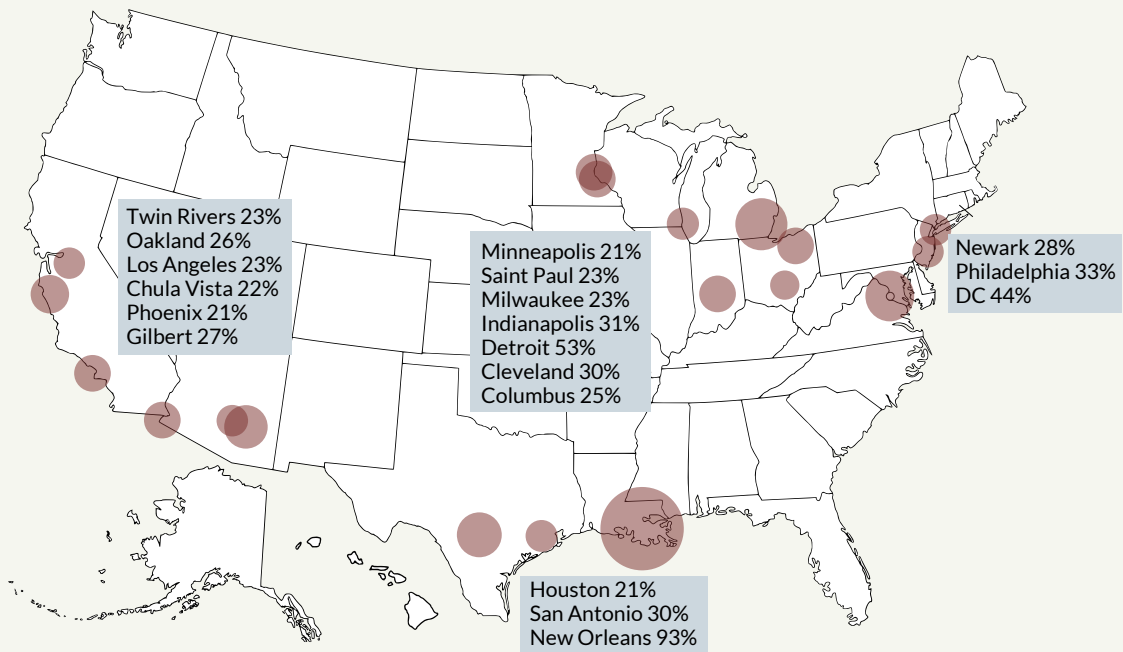 Twin Rivers 23%
Oakland 26%
Los Angeles 23%
Chula Vista 22%
Phoenix 21%
Gilbert 27%
Minneapolis 21%
Saint Paul 23%
Milwaukee 23%
Indianapolis 31%
Detroit 53%
Cleveland 30%
Columbus 25%
Newark 28%
Philadelphia 33%
DC 44%
Houston 21%
San Antonio 30%
New Orleans 93%